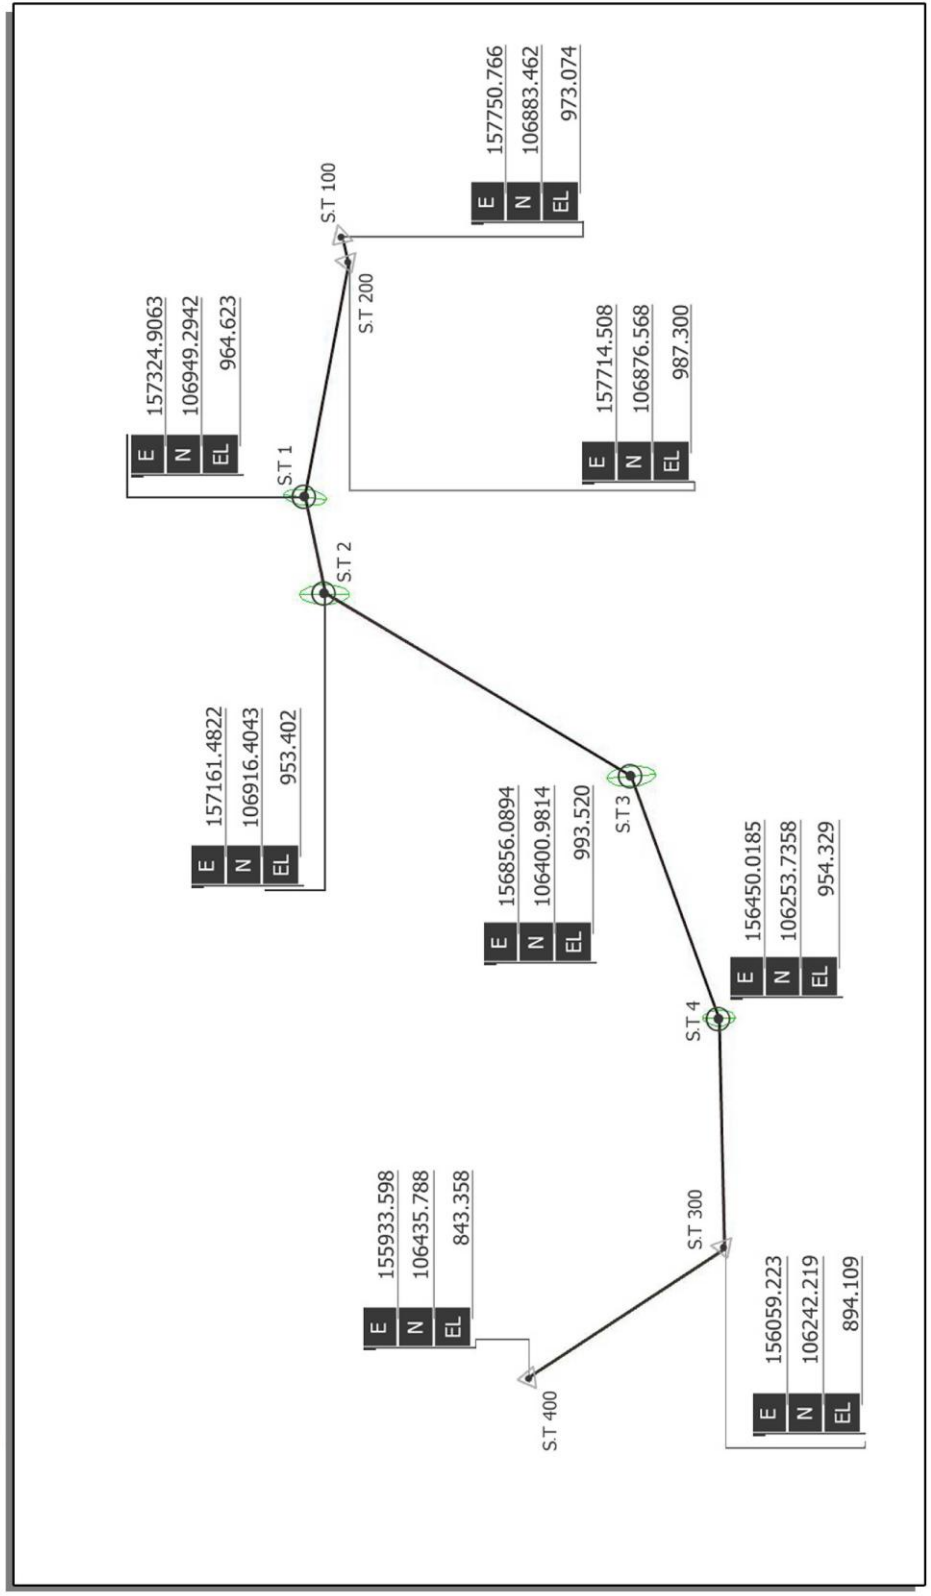 S.T 100
E 157750.766
N 106883.462
EL 973.074
S.T 200
E 157714.508
N 106876.568
EL 987.300
S.T 1
E 157324.9063
N 106949.2942
EL 964.623
S.T 2
E 157161.4822
N 106916.4043
EL 953.402
S.T 3
E 156856.0894
N 106400.9814
EL 993.520
S.T 4
E 156450.0185
N 106253.7358
EL 954.329
S.T 300
E 156059.223
N 106242.219
EL 894.109
S.T 400
E 155933.598
N 106435.788
EL 843.358